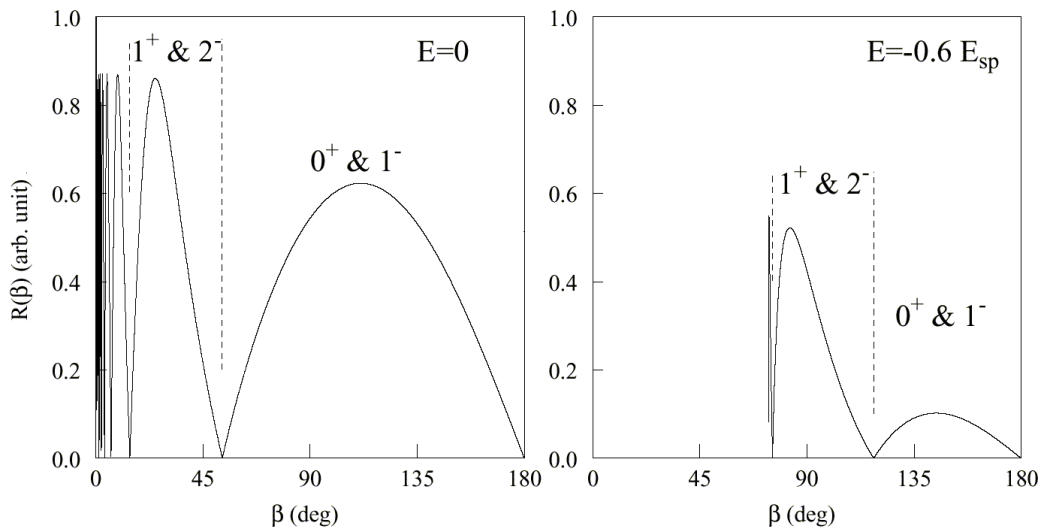 1.0
0.8
0.6
0.4
0.2
0.0
R(β) (arb. unit)
1⁺ & 2⁻
E=0
0⁺ & 1⁻
0 45 90 135 180
β (deg)
1.0
0.8
0.6
0.4
0.2
0.0
E=-0.6 Eₛₚ
1⁺ & 2⁻
0⁺ & 1⁻
0 45 90 135 180
β (deg)